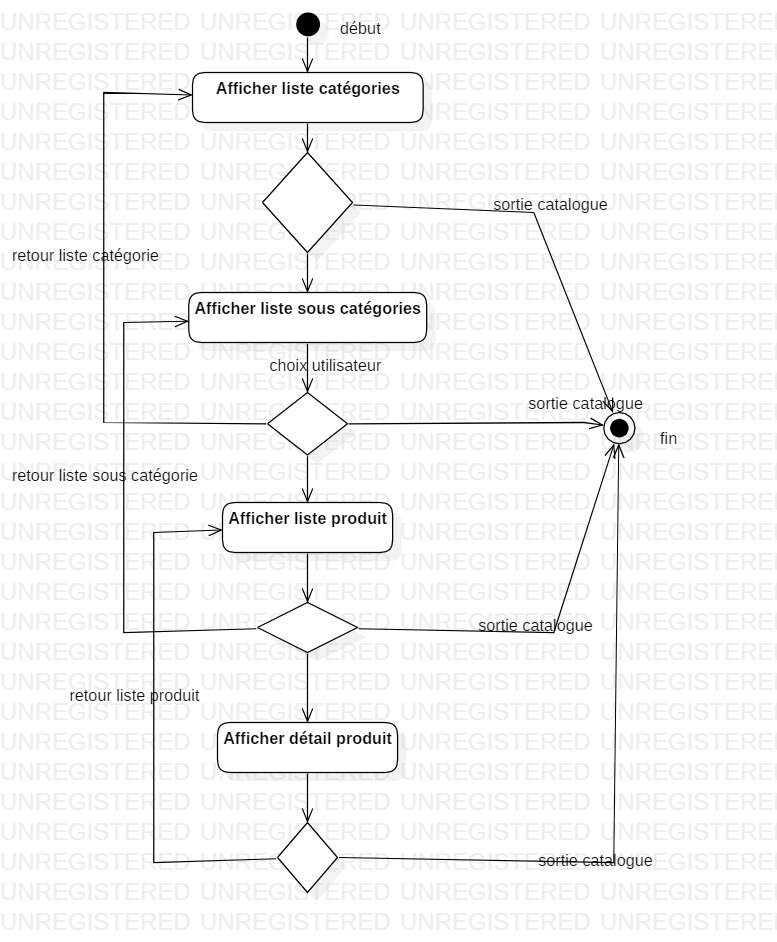 début
Afficher liste catégories
sortie catalogue
retour liste catégorie
Afficher liste sous catégories
choix utilisateur
sortie catalogue
fin
retour liste sous catégorie
Afficher liste produit
sortie catalogue
retour liste produit
Afficher détail produit
sortie catalogue
UNREGISTERED